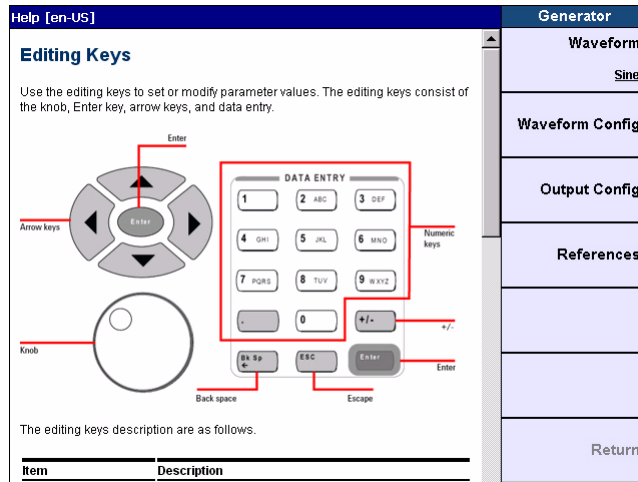 Help [en-US]
Generator
Editing Keys
Use the editing keys to set or modify parameter values. The editing keys consist of
the knob, Enter key, arrow keys, and data entry.
Enter
Arrow keys
Enter
Knob
DATA ENTRY
1
2 ABC
3 DEF
4 GHI
5 JKL
6 MNO
7 PQRS
8 TUV
9 WXYZ
.
0
+/-
Bk Sp
←
ESC
Enter
Numeric
keys
+/-
Enter
Back space
Escape
The editing keys description are as follows.
Item
Description
Waveform
Sine
Waveform Config
Output Config
References
Return